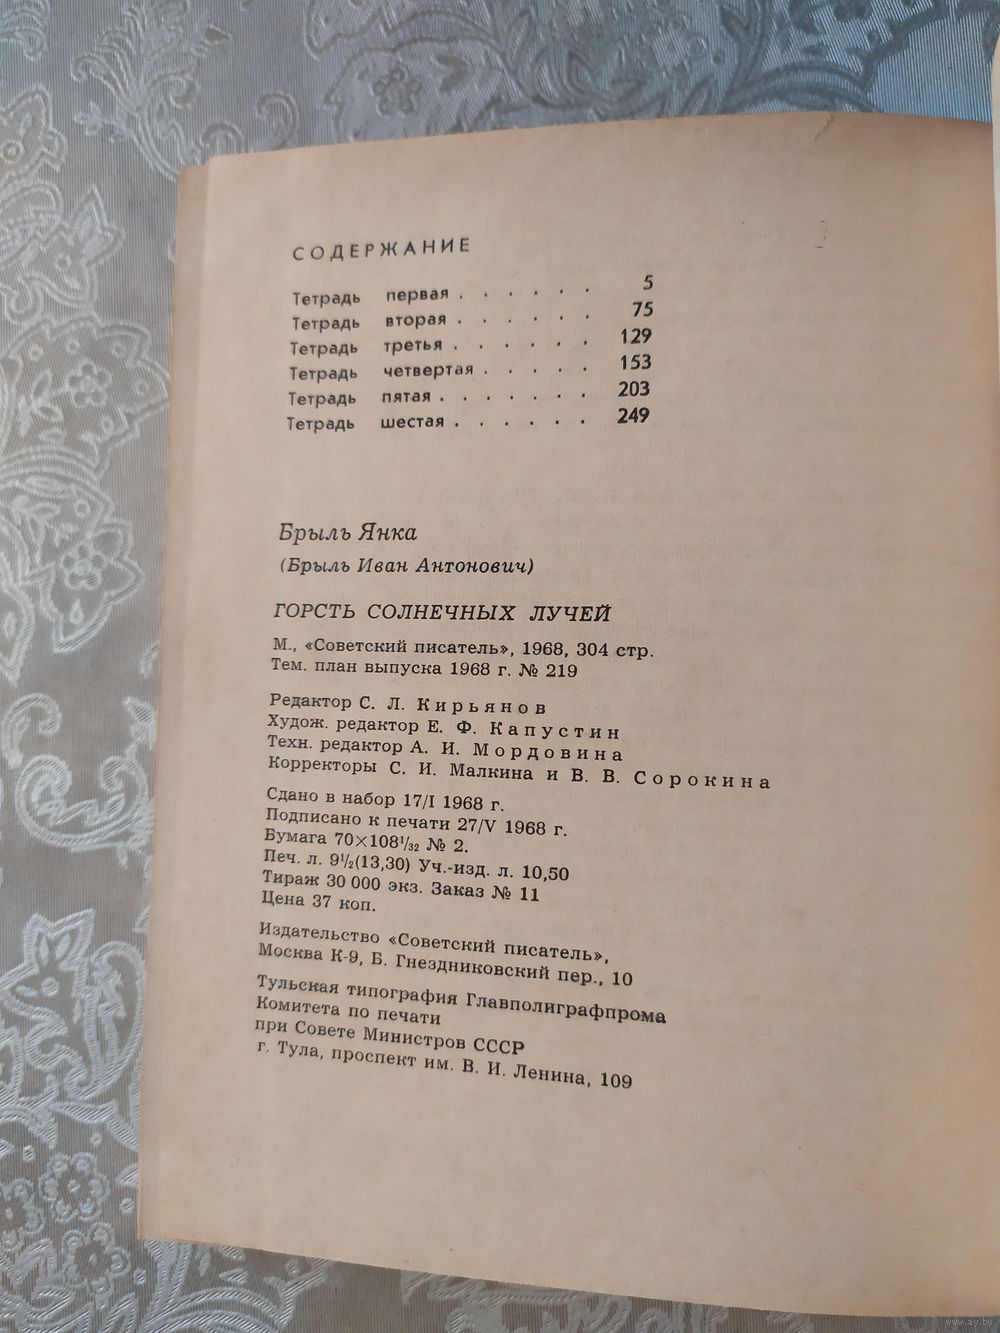 СОДЕРЖАНИЕ
Тетрадь первая . . . . . . 5
Тетрадь вторая . . . . . . 75
Тетрадь третья . . . . . . 129
Тетрадь четвертая . . . . . 153
Тетрадь пятая . . . . . . . 203
Тетрадь шестая . . . . . . 249
Брыль Янка
(Брыль Иван Антонович)
ГОРСТЬ СОЛНЕЧНЫХ ЛУЧЕЙ
М., «Советский писатель», 1968, 304 стр.
Тем. план выпуска 1968 г. № 219
Редактор С. Л. Кирьянов
Худож. редактор Е. Ф. Капустин
Техн. редактор А. И. Мордовина
Корректоры С. И. Малкина и В. В. Сорокина
Сдано в набор 17/I 1968 г.
Подписано к печати 27/V 1968 г.
Бумага 70×108¹/₃₂ № 2.
Печ. л. 9¹/₂(13,30) Уч.-изд. л. 10,50
Тираж 30 000 экз. Заказ № 11
Цена 37 коп.
Издательство «Советский писатель»,
Москва К-9, Б. Гнездниковский пер., 10
Тульская типография Главполиграфпрома
Комитета по печати
при Совете Министров СССР
г. Тула, проспект им. В. И. Ленина, 109
www.ay.by